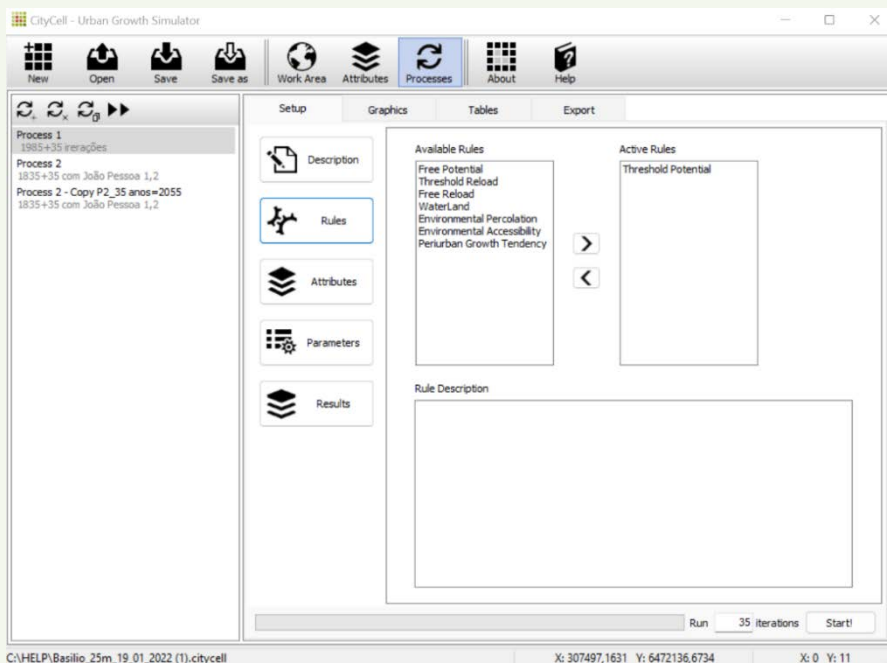 CityCell - Urban Growth Simulator
New Open Save Save as Work Area Attributes Processes About Help
Setup Graphics Tables Export
Process 1
1985+35 irerações
Process 2
1835+35 com João Pessoa 1,2
Process 2 - Copy P2_35 anos=2055
1835+35 com João Pessoa 1,2
Description
Rules
Attributes
Parameters
Results
Available Rules
Free Potential
Threshold Reload
Free Reload
WaterLand
Environmental Percolation
Environmental Accessibility
Periurban Growth Tendency
Active Rules
Threshold Potential
Rule Description
Run 35 iterations Start!
C:\HELP\Basilio_25m_19_01_2022 (1).citycell X: 307497,1631 Y: 6472136,6734 X: 0 Y: 11